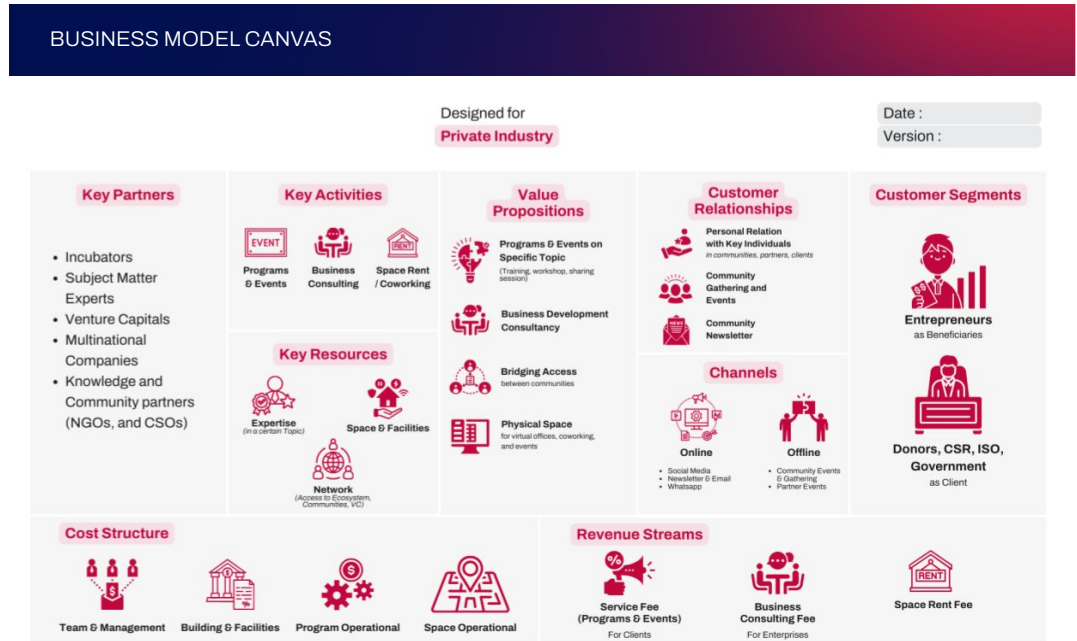 BUSINESS MODEL CANVAS
Designed for
Private Industry
Date :
Version :
Key Partners
• Incubators
• Subject Matter
Experts
• Venture Capitals
• Multinational
Companies
• Knowledge and
Community partners
(NGOs, and CSOs)
Key Activities
EVENT
RENT
Programs
& Events
Business
Consulting
Space Rent
/ Coworking
Key Resources
Expertise
(in a certain Topic)
Space & Facilities
Network
(Access to Ecosystem,
Communities, VC)
Value
Propositions
Programs & Events on
Specific Topic
(Training, workshop, sharing
session)
Business Development
Consultancy
Bridging Access
between communities
Physical Space
for virtual offices, coworking,
and events
Customer
Relationships
Personal Relation
with Key Individuals
in communities, partners, clients
Community
Gathering and
Events
NEWS
Community
Newsletter
Channels
Online
• Social Media
• Newsletter & Email
• Whatsapp
Offline
• Community Events
& Gathering
• Partner Events
Customer Segments
Entrepreneurs
as Beneficiaries
Donors, CSR, ISO,
Government
as Client
Cost Structure
Team & Management
Building & Facilities
Program Operational
Space Operational
Revenue Streams
Service Fee
(Programs & Events)
For Clients
Business
Consulting Fee
For Enterprises
RENT
Space Rent Fee